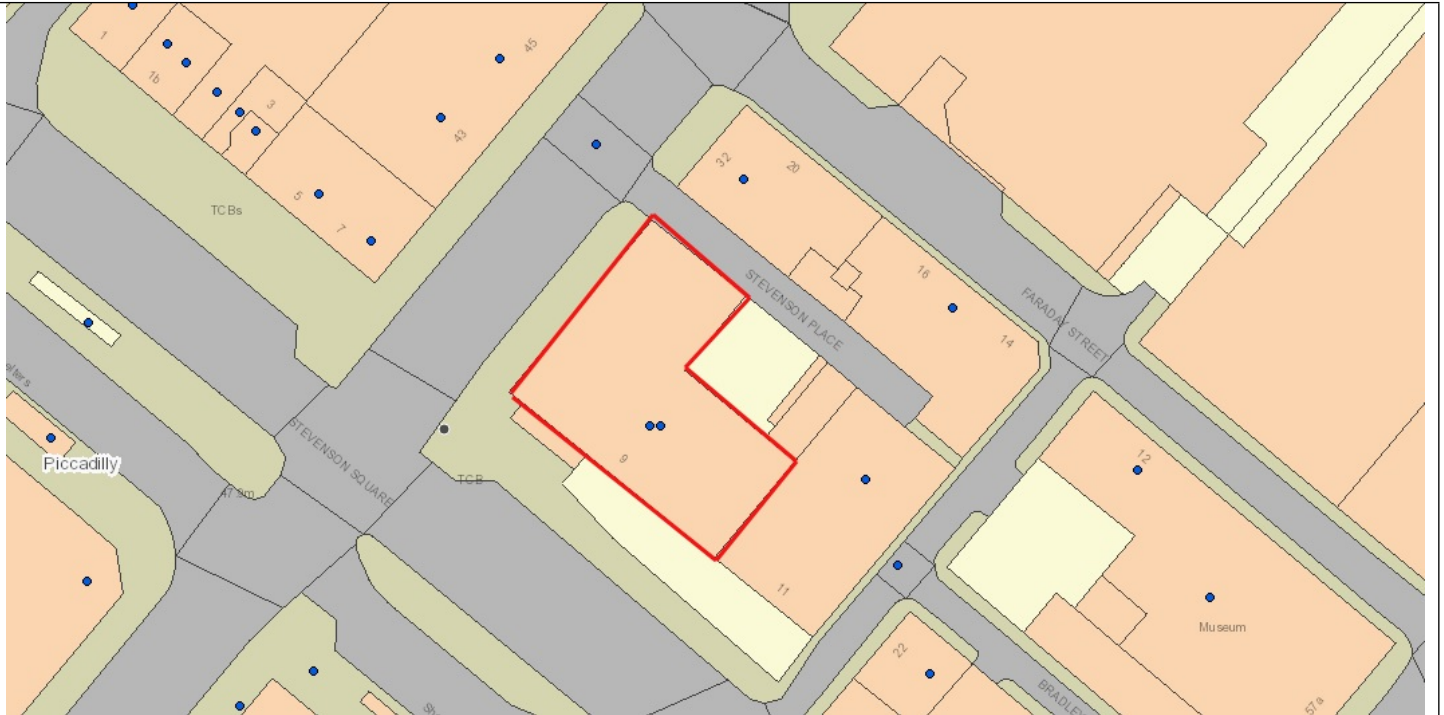 1
1b
3
45
43
5
7
TCBs
32
20
16
14
STEVENSON PLACE
FARADAY STREET
STEVENSON SQUARE
Piccadilly
47.9m
TCB
9
11
12
Museum
22
57a